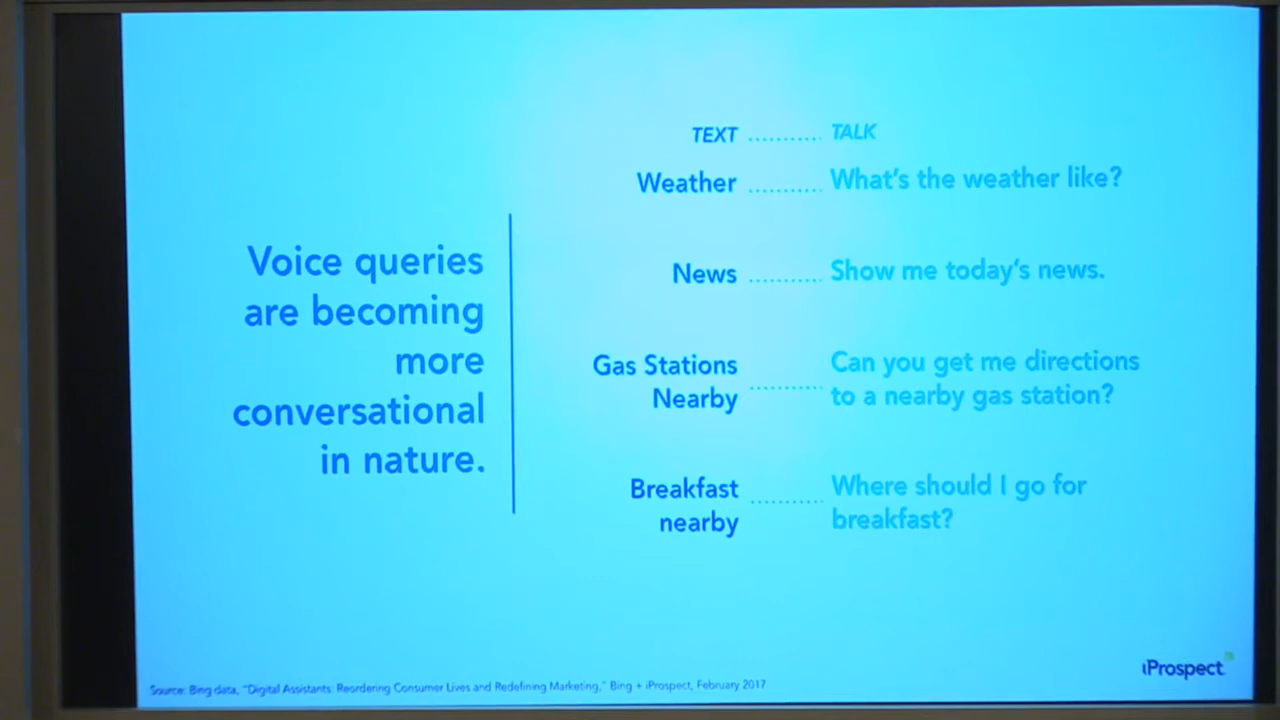 Voice queries
are becoming
more
conversational
in nature.
TEXT .......... TALK
Weather .......... What's the weather like?
News .......... Show me today's news.
Gas Stations
Nearby
..........
Can you get me directions
to a nearby gas station?
Breakfast
nearby
..........
Where should I go for
breakfast?
iProspect
Source: Bing data, "Digital Assistants: Reordering Consumer Lives and Redefining Marketing," Bing + iProspect, February 2017